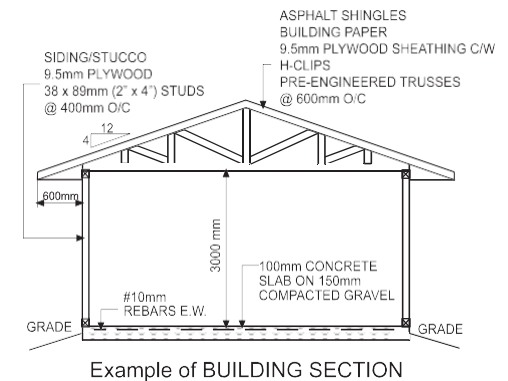 ASPHALT SHINGLES
BUILDING PAPER
9.5mm PLYWOOD SHEATHING C/W
H-CLIPS
PRE-ENGINEERED TRUSSES
@ 600mm O/C
SIDING/STUCCO
9.5mm PLYWOOD
38 x 89mm (2" x 4") STUDS
@ 400mm O/C
12
4
600mm
3000 mm
100mm CONCRETE
SLAB ON 150mm
COMPACTED GRAVEL
#10mm
REBARS E.W.
GRADE
GRADE
Example of BUILDING SECTION